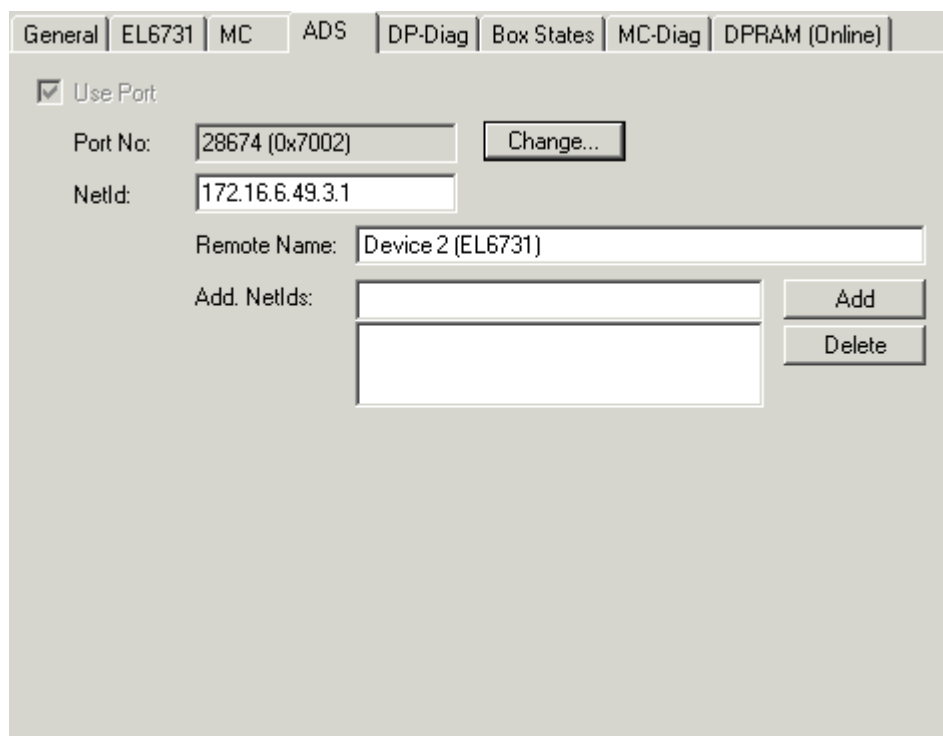 General EL6731 MC ADS DP-Diag Box States MC-Diag DPRAM (Online)
Use Port
Port No: 28674 (0x7002) Change...
NetId: 172.16.6.49.3.1
Remote Name: Device 2 (EL6731)
Add. NetIds: Add
Delete